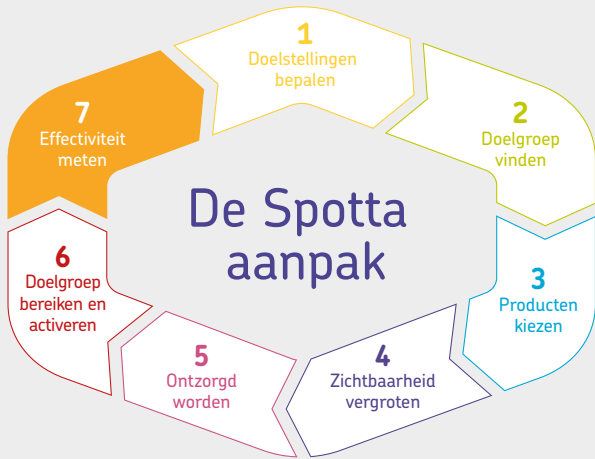 1
Doelstellingen
bepalen
2
Doelgroep
vinden
3
Producten
kiezen
4
Zichtbaarheid
vergroten
5
Ontzorgd
worden
6
Doelgroep
bereiken en
activeren
7
Effectiviteit
meten
De Spotta
aanpak